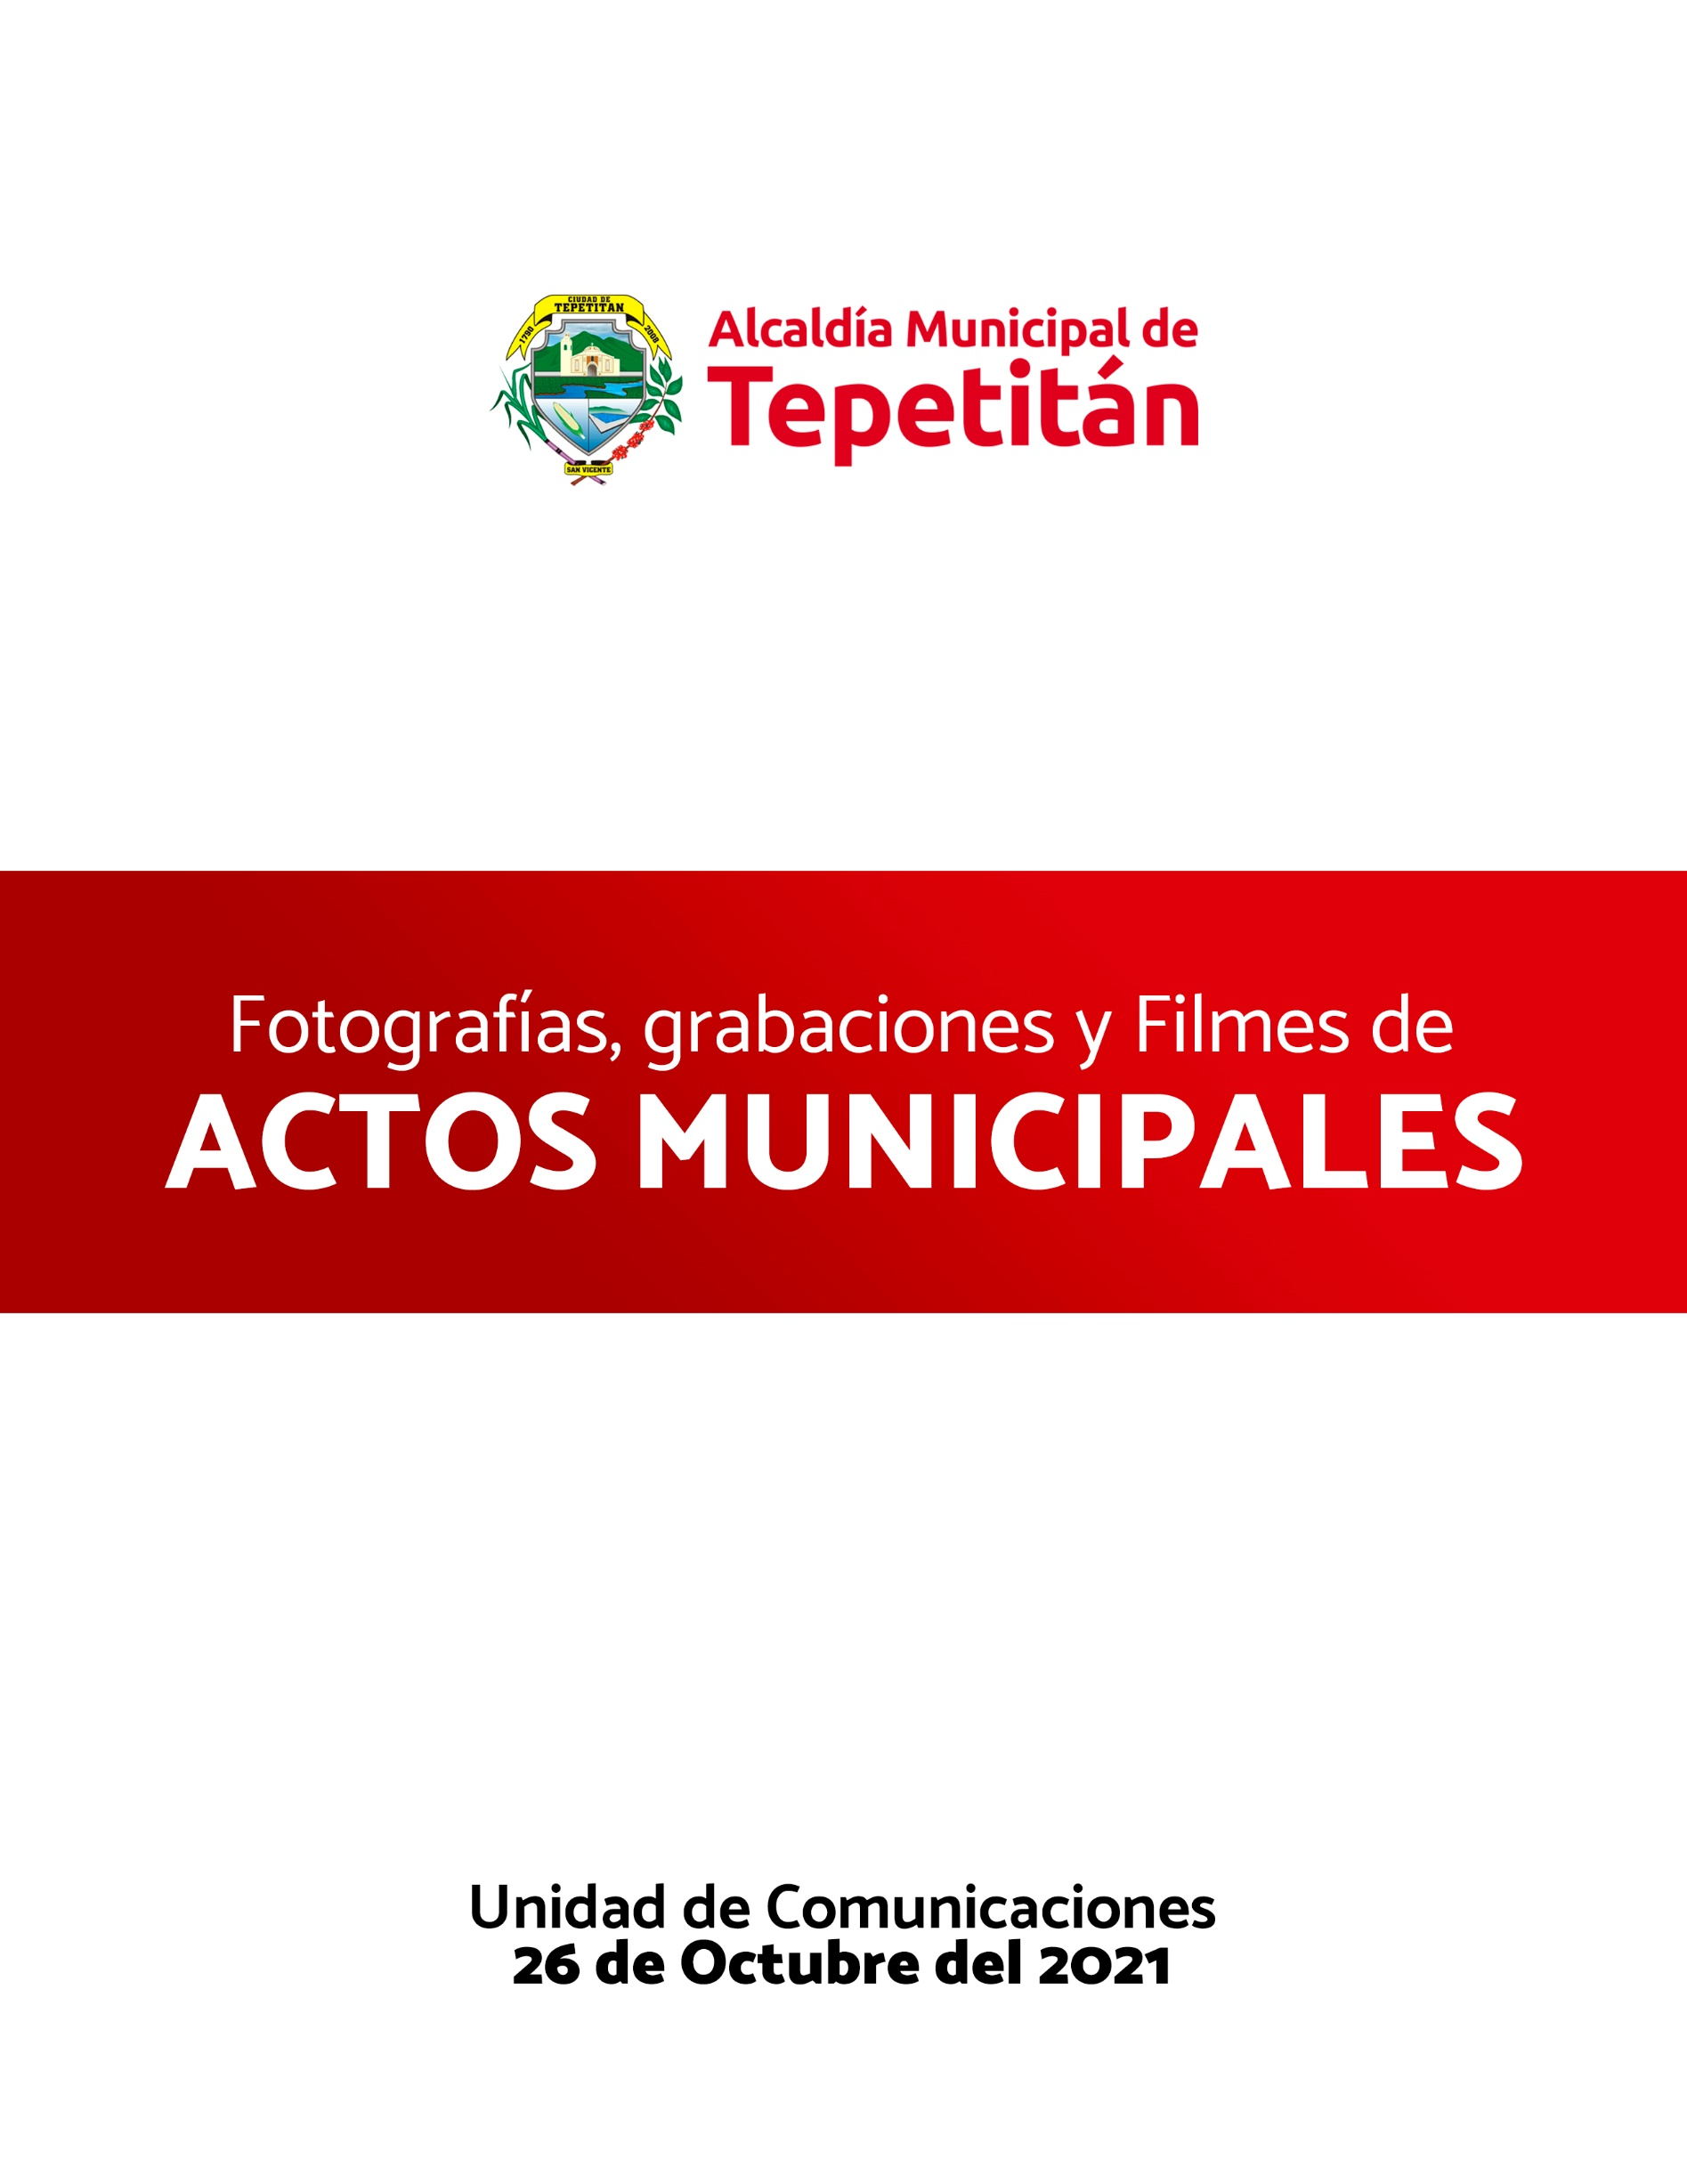 CIUDAD DE
TEPETITAN
1790
2008
SAN VICENTE
Alcaldía Municipal de
Tepetitán
Fotografías, grabaciones y Filmes de
ACTOS MUNICIPALES
Unidad de Comunicaciones
26 de Octubre del 2021